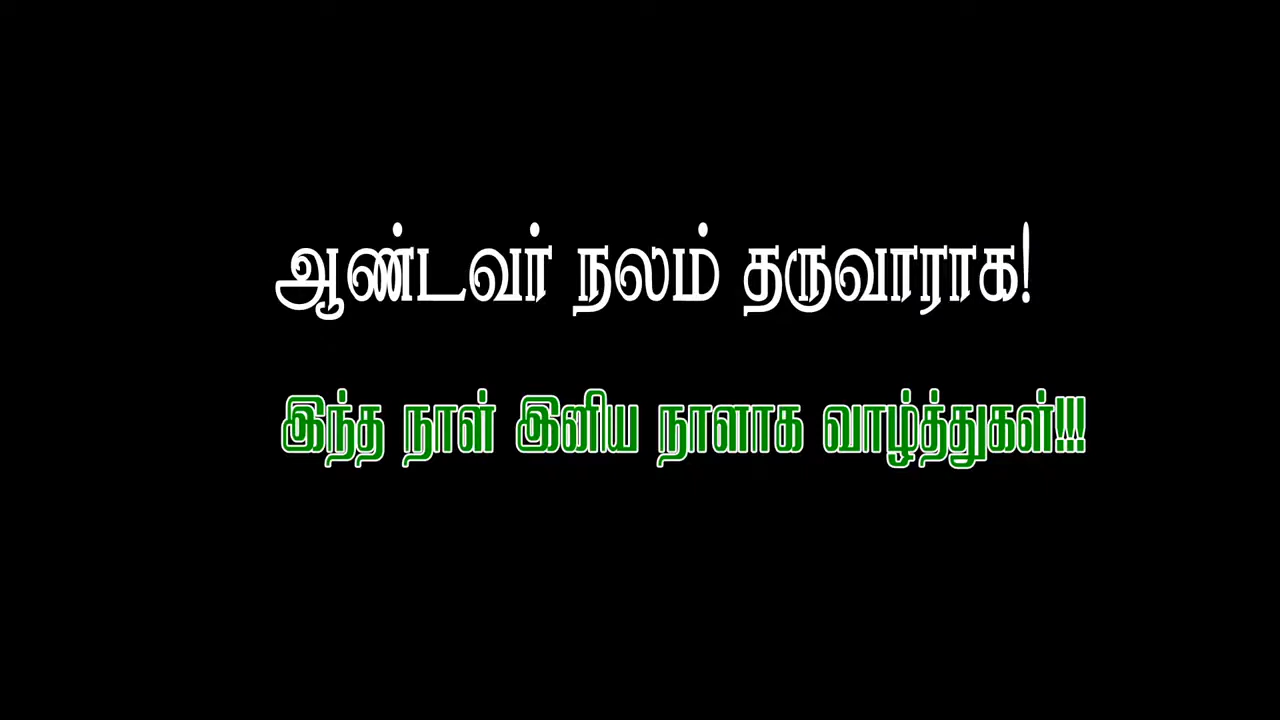 ஆண்டவர் நலம் தருவாராக!
இந்த நாள் இனிய நாளாக வாழ்த்துகள்!!!